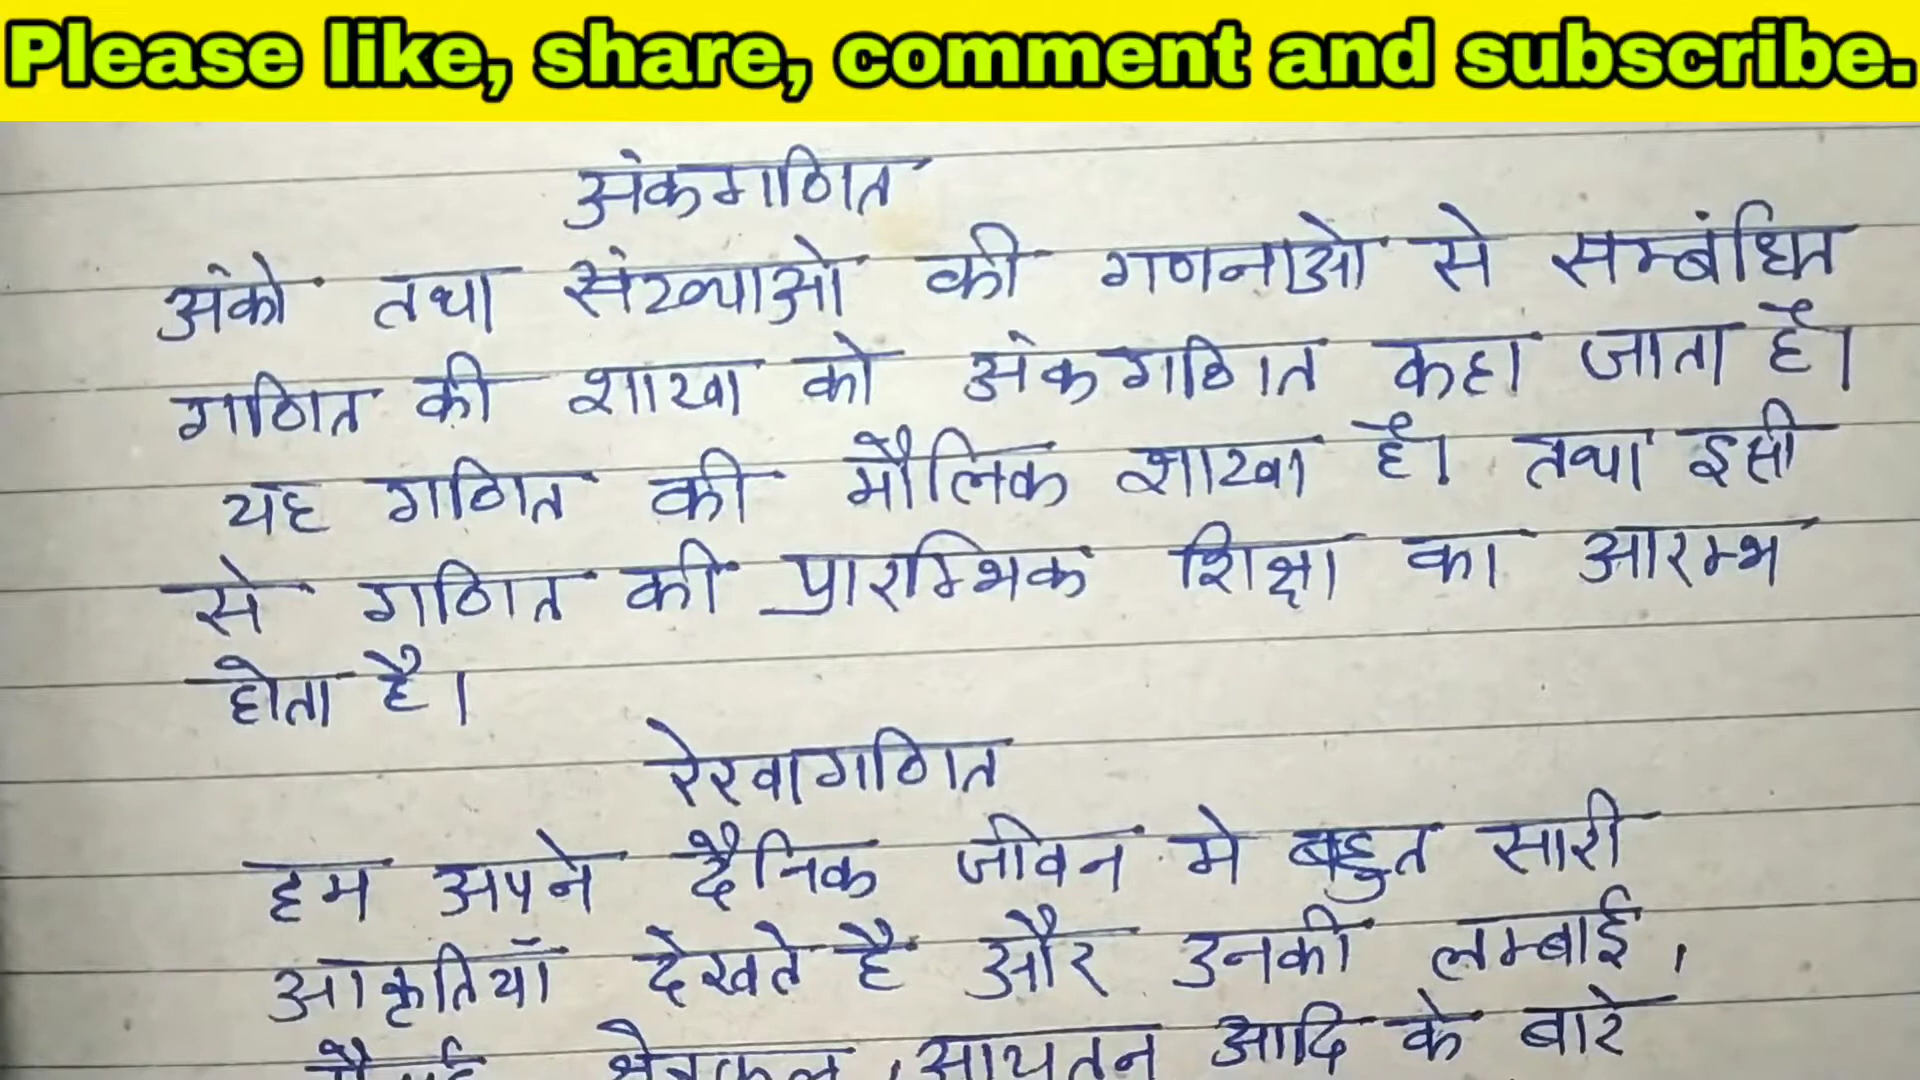 Please like, share, comment and subscribe.
अंकगणित
अंको तथा संख्याओ की गणनाओ से सम्बंधित
गणित की शाखा को अंकगणित कहा जाता है।
यह गणित की मौलिक शाखा है। तथा इसी
से गणित की प्रारम्भिक शिक्षा का आरम्भ
होता है।
रेखागणित
हम अपने दैनिक जीवन मे बहुत सारी
आकृतियाँ देखते है और उनकी लम्बाई,
क्षेत्रफल, आयतन आदि के बारे